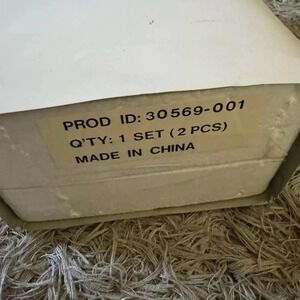 PROD ID: 30569-001
Q'TY: 1 SET (2 PCS)
MADE IN CHINA